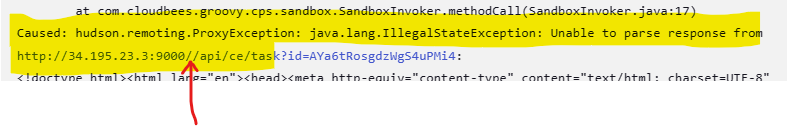 at com.cloudbees.groovy.cps.sandbox.SandboxInvoker.methodCall(SandboxInvoker.java:17)
Caused: hudson.remoting.ProxyException: java.lang.IllegalStateException: Unable to parse response from
http://34.195.23.3:9000//api/ce/task?id=AYa6tRosgdzWgS4uPMi4:
<!doctype html><html lang="en"><head><meta http-equiv="content-type" content="text/html; charset=UTF-8"